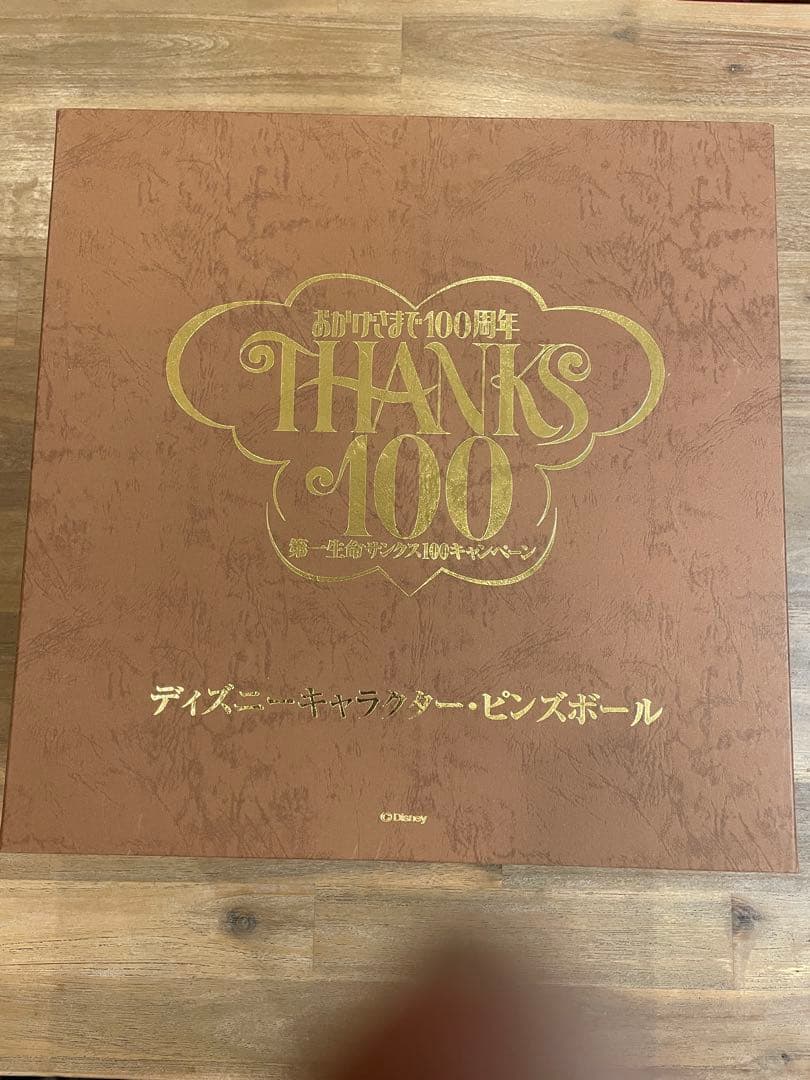 おかげさまで100周年
THANKS
100
第一生命サンクス100キャンペーン
ディズニーキャラクター・ピンズボール
©Disney